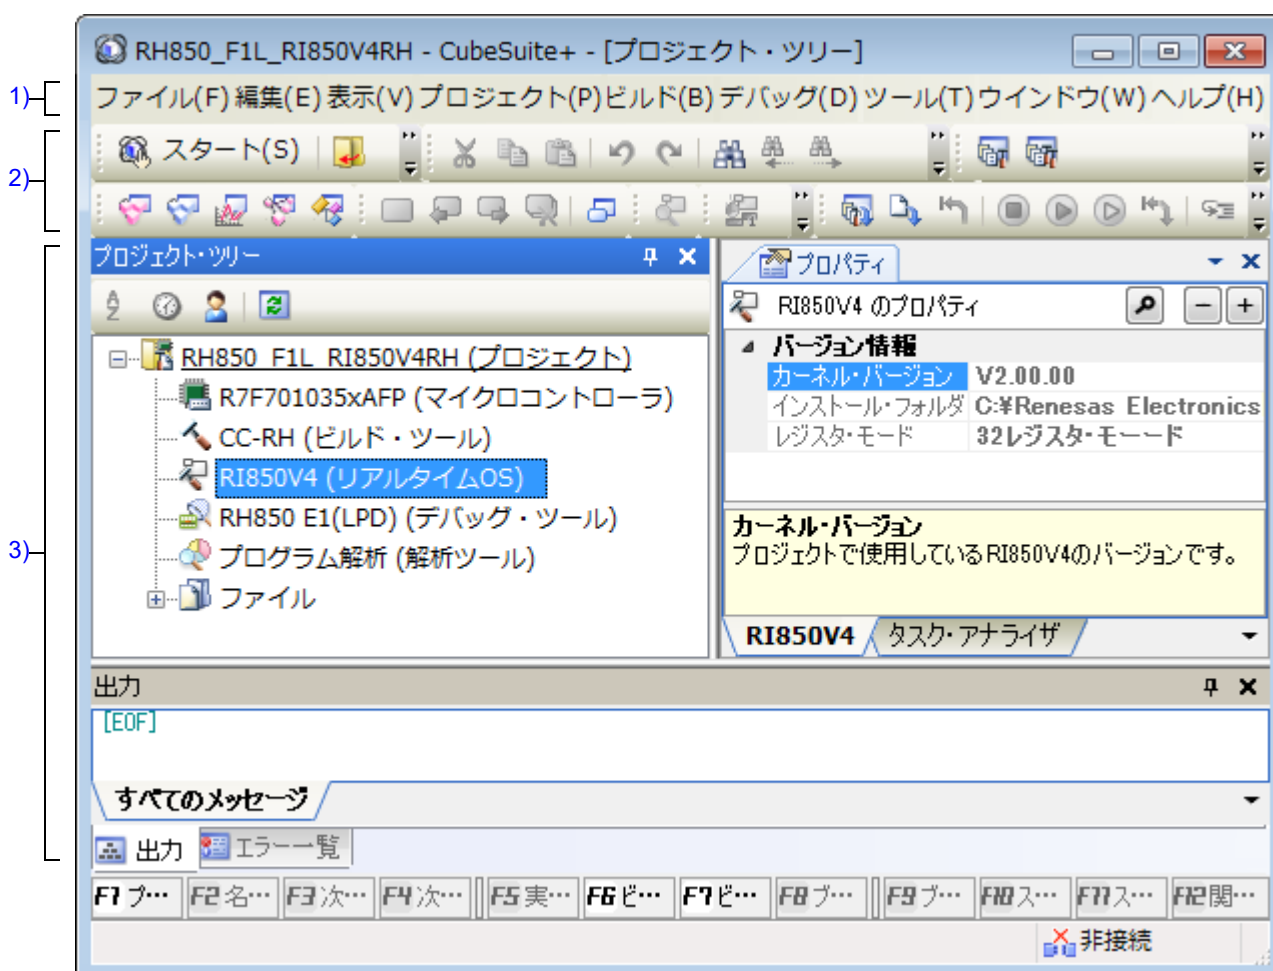 RH850_F1L_RI850V4RH - CubeSuite+ - [プロジェクト・ツリー]
1)
ファイル(F) 編集(E) 表示(V) プロジェクト(P) ビルド(B) デバッグ(D) ツール(T) ウインドウ(W) ヘルプ(H)
2)
スタート(S)
3)
プロジェクト・ツリー
RH850_F1L_RI850V4RH (プロジェクト)
R7F701035xAFP (マイクロコントローラ)
CC-RH (ビルド・ツール)
RI850V4 (リアルタイムOS)
RH850 E1(LPD) (デバッグ・ツール)
プログラム解析 (解析ツール)
ファイル
プロパティ
RI850V4 のプロパティ
バージョン情報
カーネル・バージョン V2.00.00
インストール・フォルダ C:¥Renesas Electronics
レジスタ・モード 32レジスタ・モーード
カーネル・バージョン
プロジェクトで使用しているRI850V4のバージョンです。
RI850V4 タスク・アナライザ
出力
[EOF]
すべてのメッセージ
出力 エラー一覧
F1 プ… F2 名… F3 次… F4 次… F5 実… F6 ビ… F7 ビ… F8 ブ… F9 ブ… F10 ス… F11 ス… F12 関…
非接続